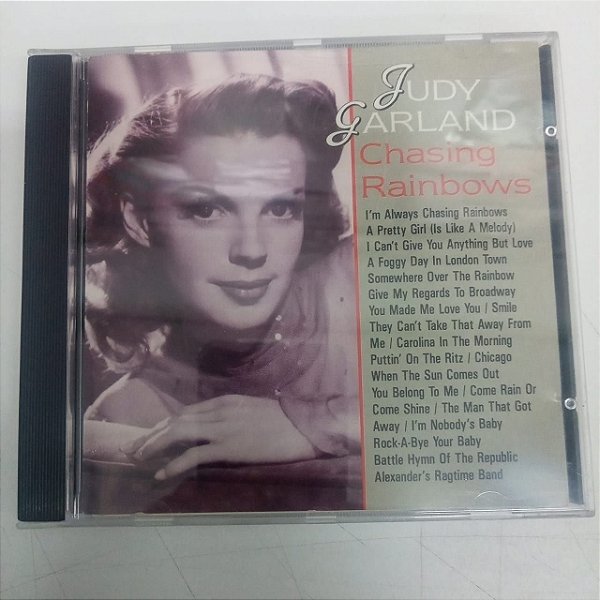 JUDY
GARLAND
Chasing
Rainbows
I'm Always Chasing Rainbows
A Pretty Girl (Is Like A Melody)
I Can't Give You Anything But Love
A Foggy Day In London Town
Somewhere Over The Rainbow
Give My Regards To Broadway
You Made Me Love You / Smile
They Can't Take That Away From
Me / Carolina In The Morning
Puttin' On The Ritz / Chicago
When The Sun Comes Out
You Belong To Me / Come Rain Or
Come Shine / The Man That Got
Away / I'm Nobody's Baby
Rock-A-Bye Your Baby
Battle Hymn Of The Republic
Alexander's Ragtime Band